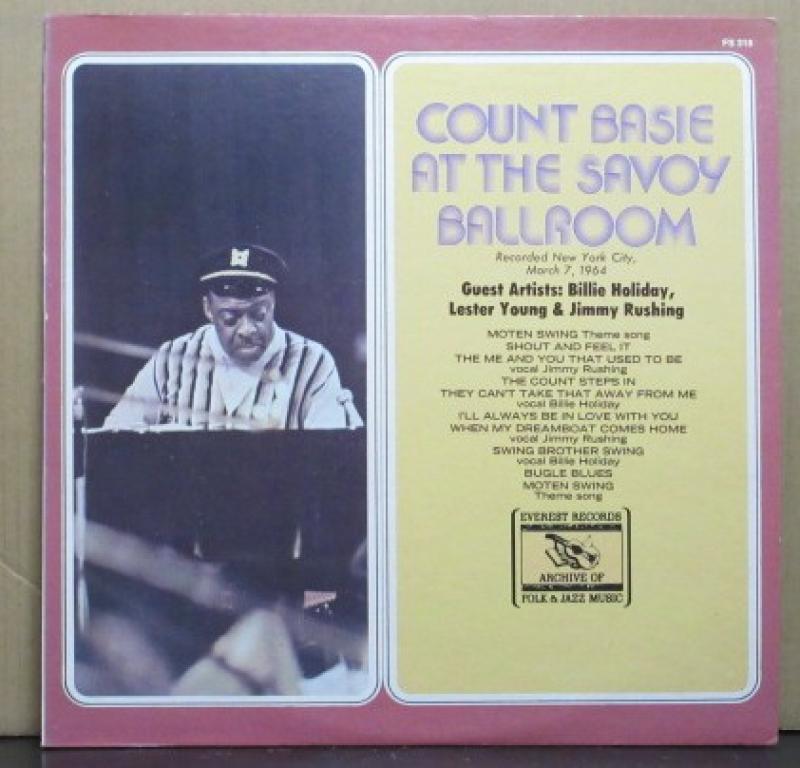 FS 318
COUNT BASIE
AT THE SAVOY
BALLROOM
Recorded New York City,
March 7, 1964
Guest Artists: Billie Holiday,
Lester Young & Jimmy Rushing
MOTEN SWING Theme song
SHOUT AND FEEL IT
THE ME AND YOU THAT USED TO BE
vocal Jimmy Rushing
THE COUNT STEPS IN
THEY CAN'T TAKE THAT AWAY FROM ME
vocal Billie Holiday
I'LL ALWAYS BE IN LOVE WITH YOU
WHEN MY DREAMBOAT COMES HOME
vocal Jimmy Rushing
SWING BROTHER SWING
vocal Billie Holiday
BUGLE BLUES
MOTEN SWING
Theme song
EVEREST RECORDS
ARCHIVE OF
FOLK & JAZZ MUSIC